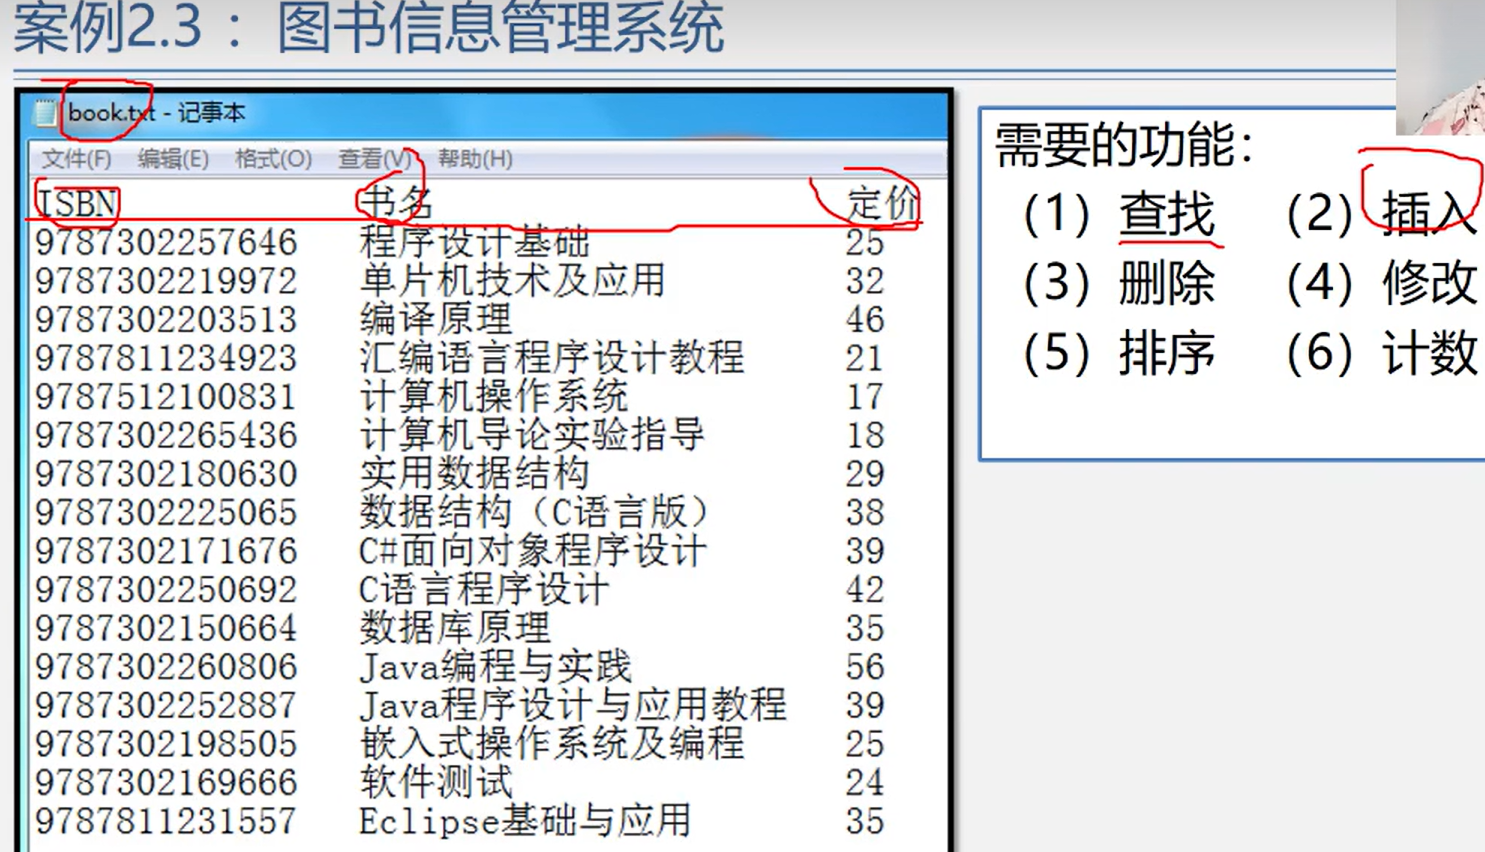 案例2.3：图书信息管理系统
book.txt - 记事本
文件(F) 编辑(E) 格式(O) 查看(V) 帮助(H)
ISBN 书名 定价
9787302257646 程序设计基础 25
9787302219972 单片机技术及应用 32
9787302203513 编译原理 46
9787811234923 汇编语言程序设计教程 21
9787512100831 计算机操作系统 17
9787302265436 计算机导论实验指导 18
9787302180630 实用数据结构 29
9787302225065 数据结构（C语言版） 38
9787302171676 C#面向对象程序设计 39
9787302250692 C语言程序设计 42
9787302150664 数据库原理 35
9787302260806 Java编程与实践 56
9787302252887 Java程序设计与应用教程 39
9787302198505 嵌入式操作系统及编程 25
9787302169666 软件测试 24
9787811231557 Eclipse基础与应用 35
需要的功能：
（1）查找 （2）插入
（3）删除 （4）修改
（5）排序 （6）计数